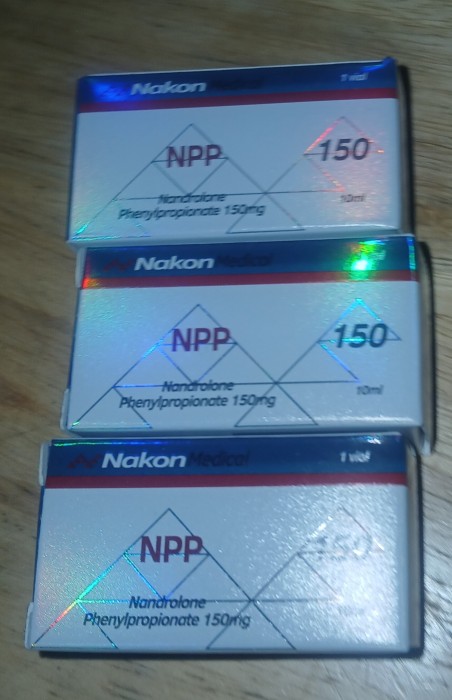 Nakon Medical 1 vial
NPP 150
Nandrolone 10ml
Phenylpropionate 150mg
Nakon Medical
NPP 150
Nandrolone 10ml
Phenylpropionate 150mg
Nakon Medical 1 vial
NPP 150
Nandrolone
Phenylpropionate 150mg